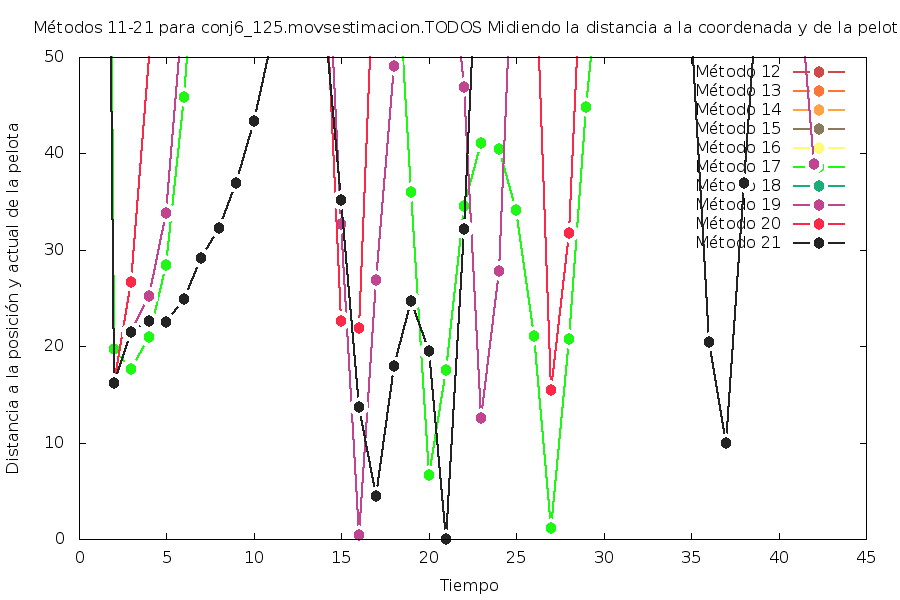 Métodos 11-21 para conj6_125.movsestimacion.TODOS Midiendo la distancia a la coordenada y de la pelot
Distancia a la posición y actual de la pelota
50
40
30
20
10
0
0 5 10 15 20 25 30 35 40 45
Tiempo
Método 12
Método 13
Método 14
Método 15
Método 16
Método 17
Método 18
Método 19
Método 20
Método 21